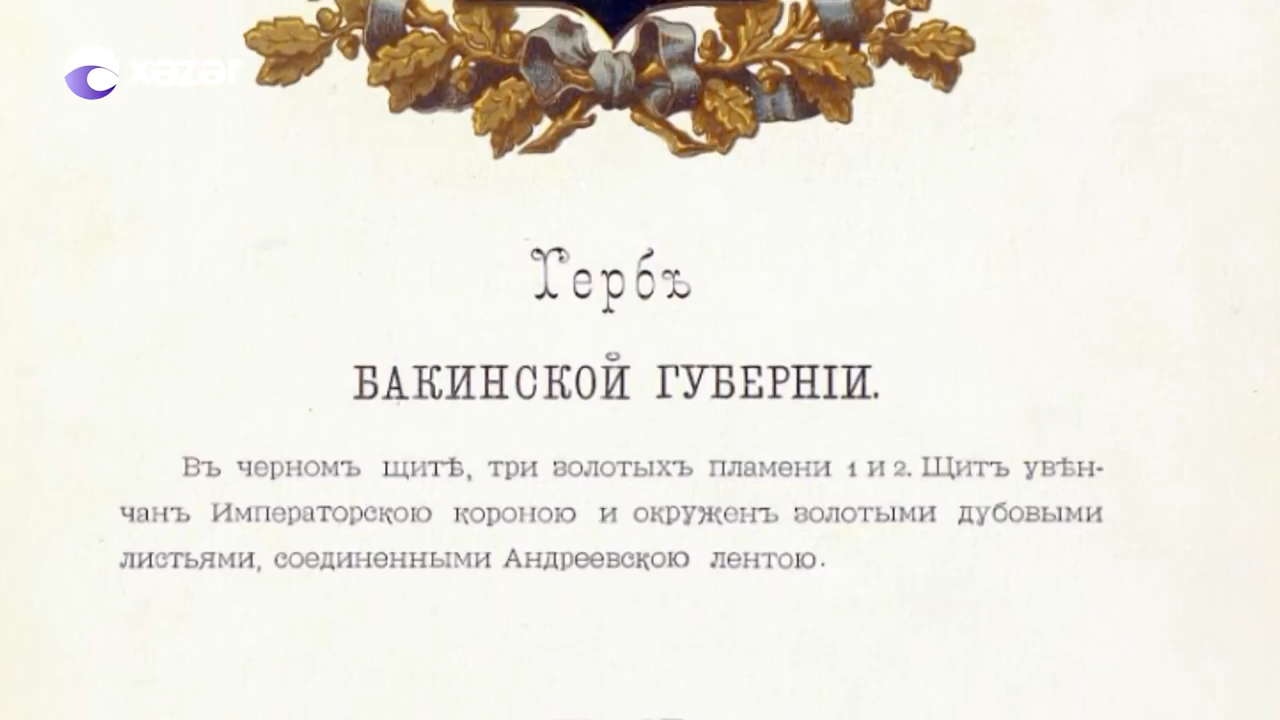 xəzər
Гербъ
БАКИНСКОЙ ГУБЕРНІИ.
Въ черномъ щитѣ, три золотыхъ пламени 1 и 2. Щитъ увѣн-
чанъ Императорскою короною и окруженъ золотыми дубовыми
листьями, соединенными Андреевскою лентою.